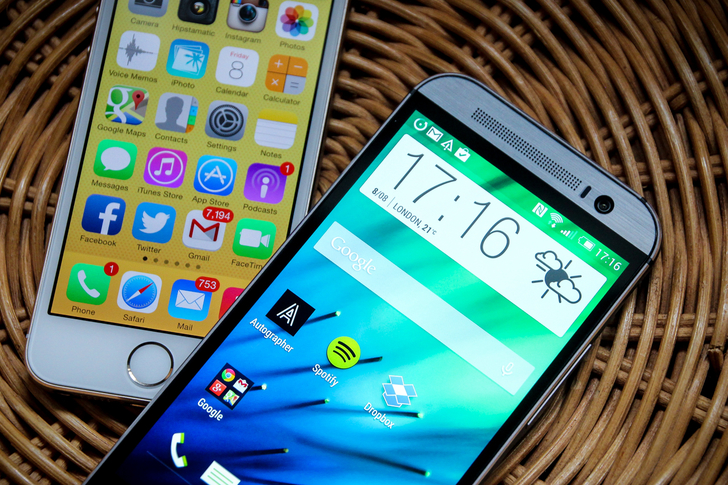 Camera
Hipstamatic
Instagram
Photos
Voice Memos
iPhoto
Friday
8
Calendar
Calculator
Google Maps
Contacts
Settings
Notes
Messages
iTunes Store
App Store
1
Podcasts
f
Facebook
Twitter
7,194
Gmail
FaceTime
1
Phone
Safari
753
Mail
17:16
17:16
8/08 | LONDON, 21°
Google
Autographer
Spotify
Dropbox
Google